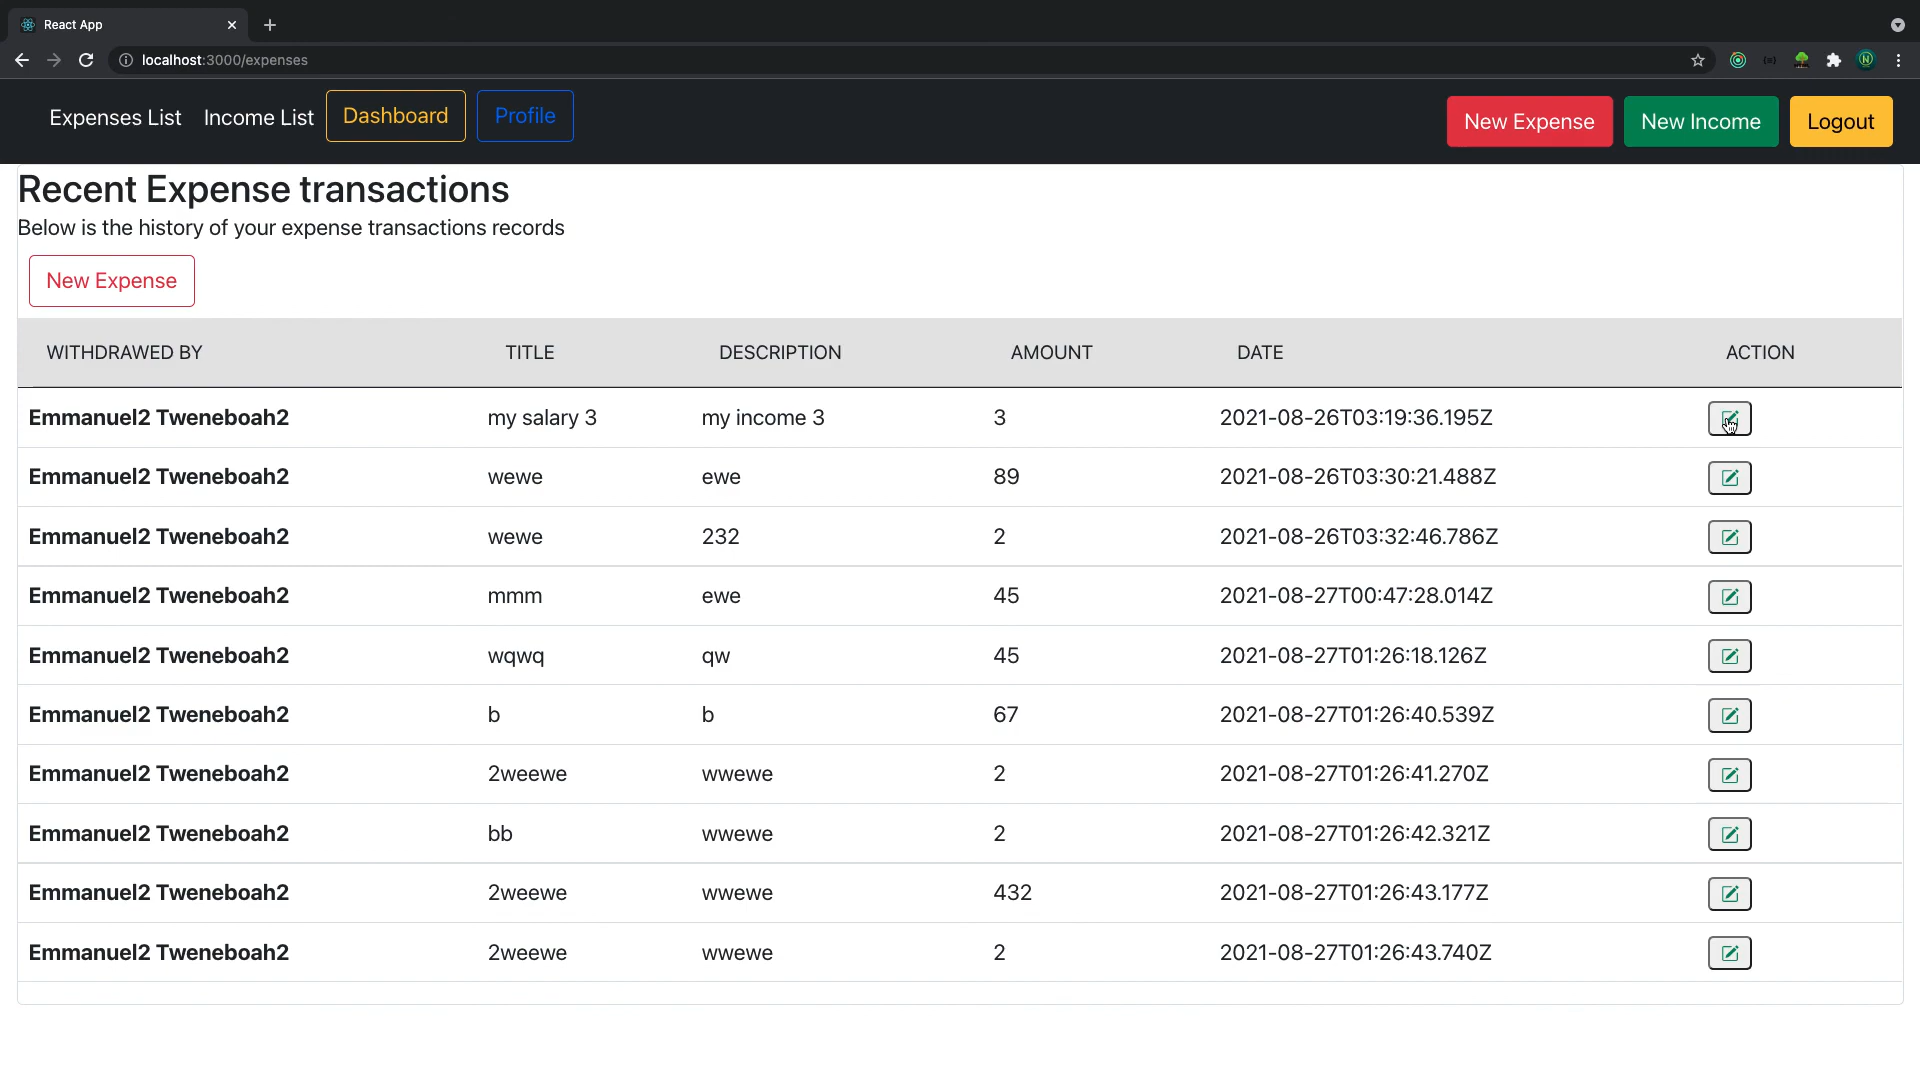 React App
localhost:3000/expenses
Expenses List Income List Dashboard Profile New Expense New Income Logout
Recent Expense transactions
Below is the history of your expense transactions records
New Expense
WITHDRAWED BY TITLE DESCRIPTION AMOUNT DATE ACTION
Emmanuel2 Tweneboah2 my salary 3 my income 3 3 2021-08-26T03:19:36.195Z
Emmanuel2 Tweneboah2 wewe ewe 89 2021-08-26T03:30:21.488Z
Emmanuel2 Tweneboah2 wewe 232 2 2021-08-26T03:32:46.786Z
Emmanuel2 Tweneboah2 mmm ewe 45 2021-08-27T00:47:28.014Z
Emmanuel2 Tweneboah2 wqwq qw 45 2021-08-27T01:26:18.126Z
Emmanuel2 Tweneboah2 b b 67 2021-08-27T01:26:40.539Z
Emmanuel2 Tweneboah2 2weewe wwewe 2 2021-08-27T01:26:41.270Z
Emmanuel2 Tweneboah2 bb wwewe 2 2021-08-27T01:26:42.321Z
Emmanuel2 Tweneboah2 2weewe wwewe 432 2021-08-27T01:26:43.177Z
Emmanuel2 Tweneboah2 2weewe wwewe 2 2021-08-27T01:26:43.740Z